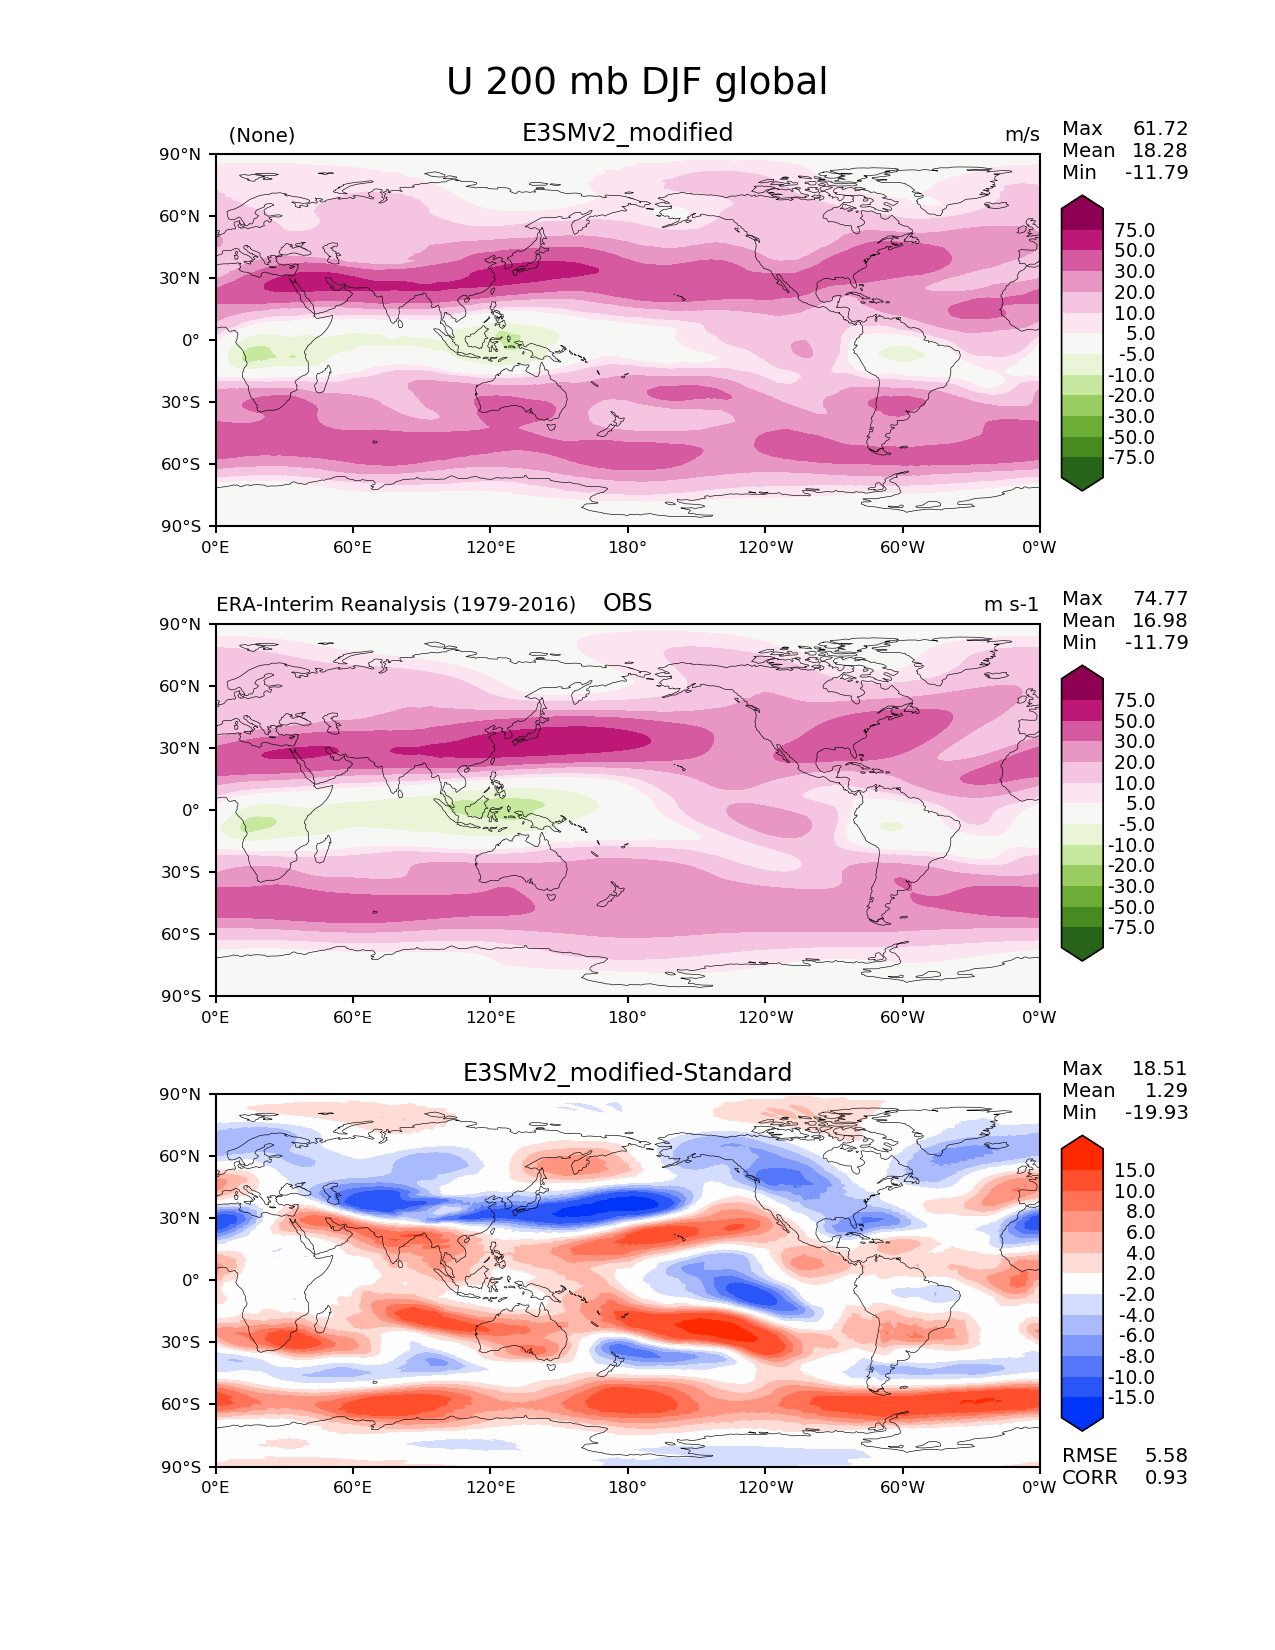 U 200 mb DJF global
(None) E3SMv2_modified m/s
Max 61.72
Mean 18.28
Min -11.79
90°N
60°N
30°N
0°
30°S
60°S
90°S
0°E 60°E 120°E 180° 120°W 60°W 0°W
75.0
50.0
30.0
20.0
10.0
5.0
-5.0
-10.0
-20.0
-30.0
-50.0
-75.0
ERA-Interim Reanalysis (1979-2016) OBS m s-1
Max 74.77
Mean 16.98
Min -11.79
90°N
60°N
30°N
0°
30°S
60°S
90°S
0°E 60°E 120°E 180° 120°W 60°W 0°W
75.0
50.0
30.0
20.0
10.0
5.0
-5.0
-10.0
-20.0
-30.0
-50.0
-75.0
E3SMv2_modified-Standard
Max 18.51
Mean 1.29
Min -19.93
90°N
60°N
30°N
0°
30°S
60°S
90°S
0°E 60°E 120°E 180° 120°W 60°W 0°W
15.0
10.0
8.0
6.0
4.0
2.0
-2.0
-4.0
-6.0
-8.0
-10.0
-15.0
RMSE 5.58
CORR 0.93